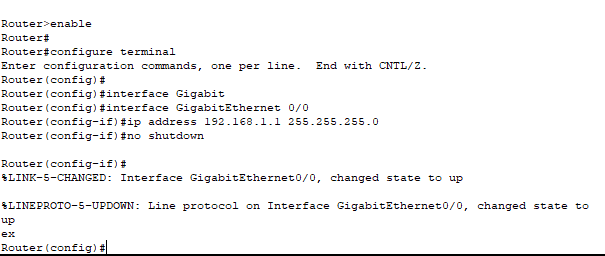 Router>enable
Router#
Router#configure terminal
Enter configuration commands, one per line.  End with CNTL/Z.
Router(config)#
Router(config)#interface Gigabit
Router(config)#interface GigabitEthernet 0/0
Router(config-if)#ip address 192.168.1.1 255.255.255.0
Router(config-if)#no shutdown

Router(config-if)#
%LINK-5-CHANGED: Interface GigabitEthernet0/0, changed state to up

%LINEPROTO-5-UPDOWN: Line protocol on Interface GigabitEthernet0/0, changed state to
up
ex
Router(config)#